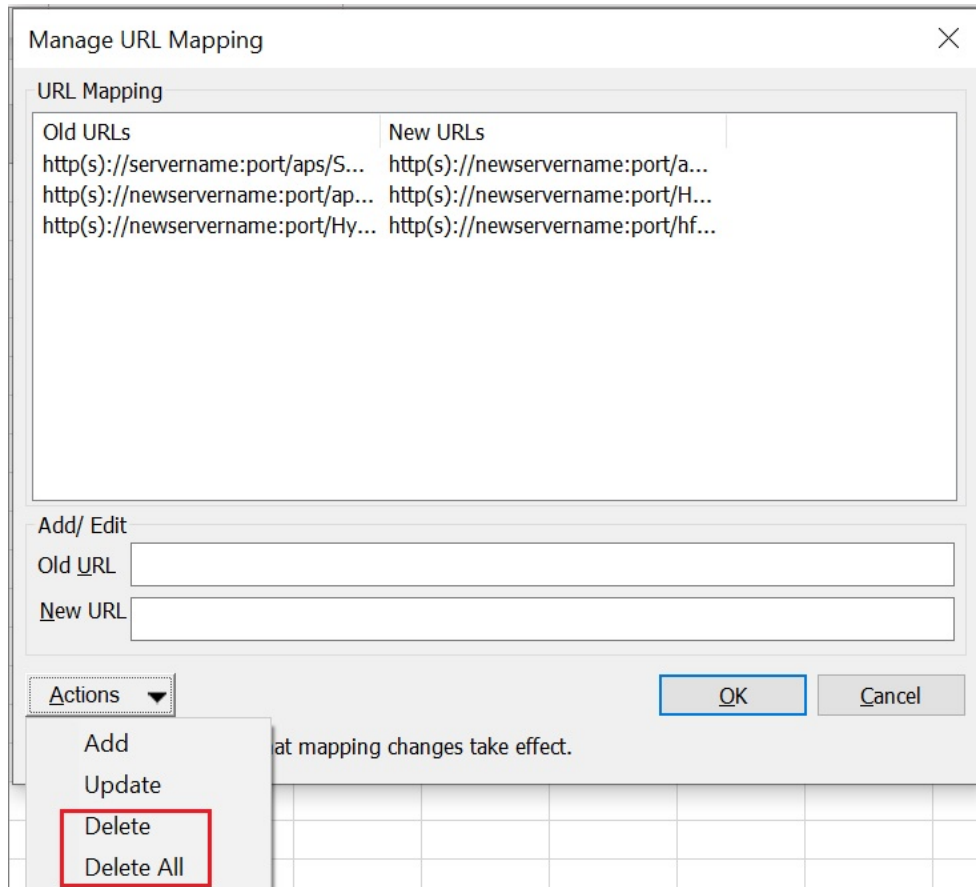 Manage URL Mapping
URL Mapping
Old URLs New URLs
http(s)://servername:port/aps/S... http(s)://newservername:port/a...
http(s)://newservername:port/ap... http(s)://newservername:port/H...
http(s)://newservername:port/Hy... http(s)://newservername:port/hf...
Add/ Edit
Old URL
New URL
Actions OK Cancel
Add
at mapping changes take effect.
Update
Delete
Delete All